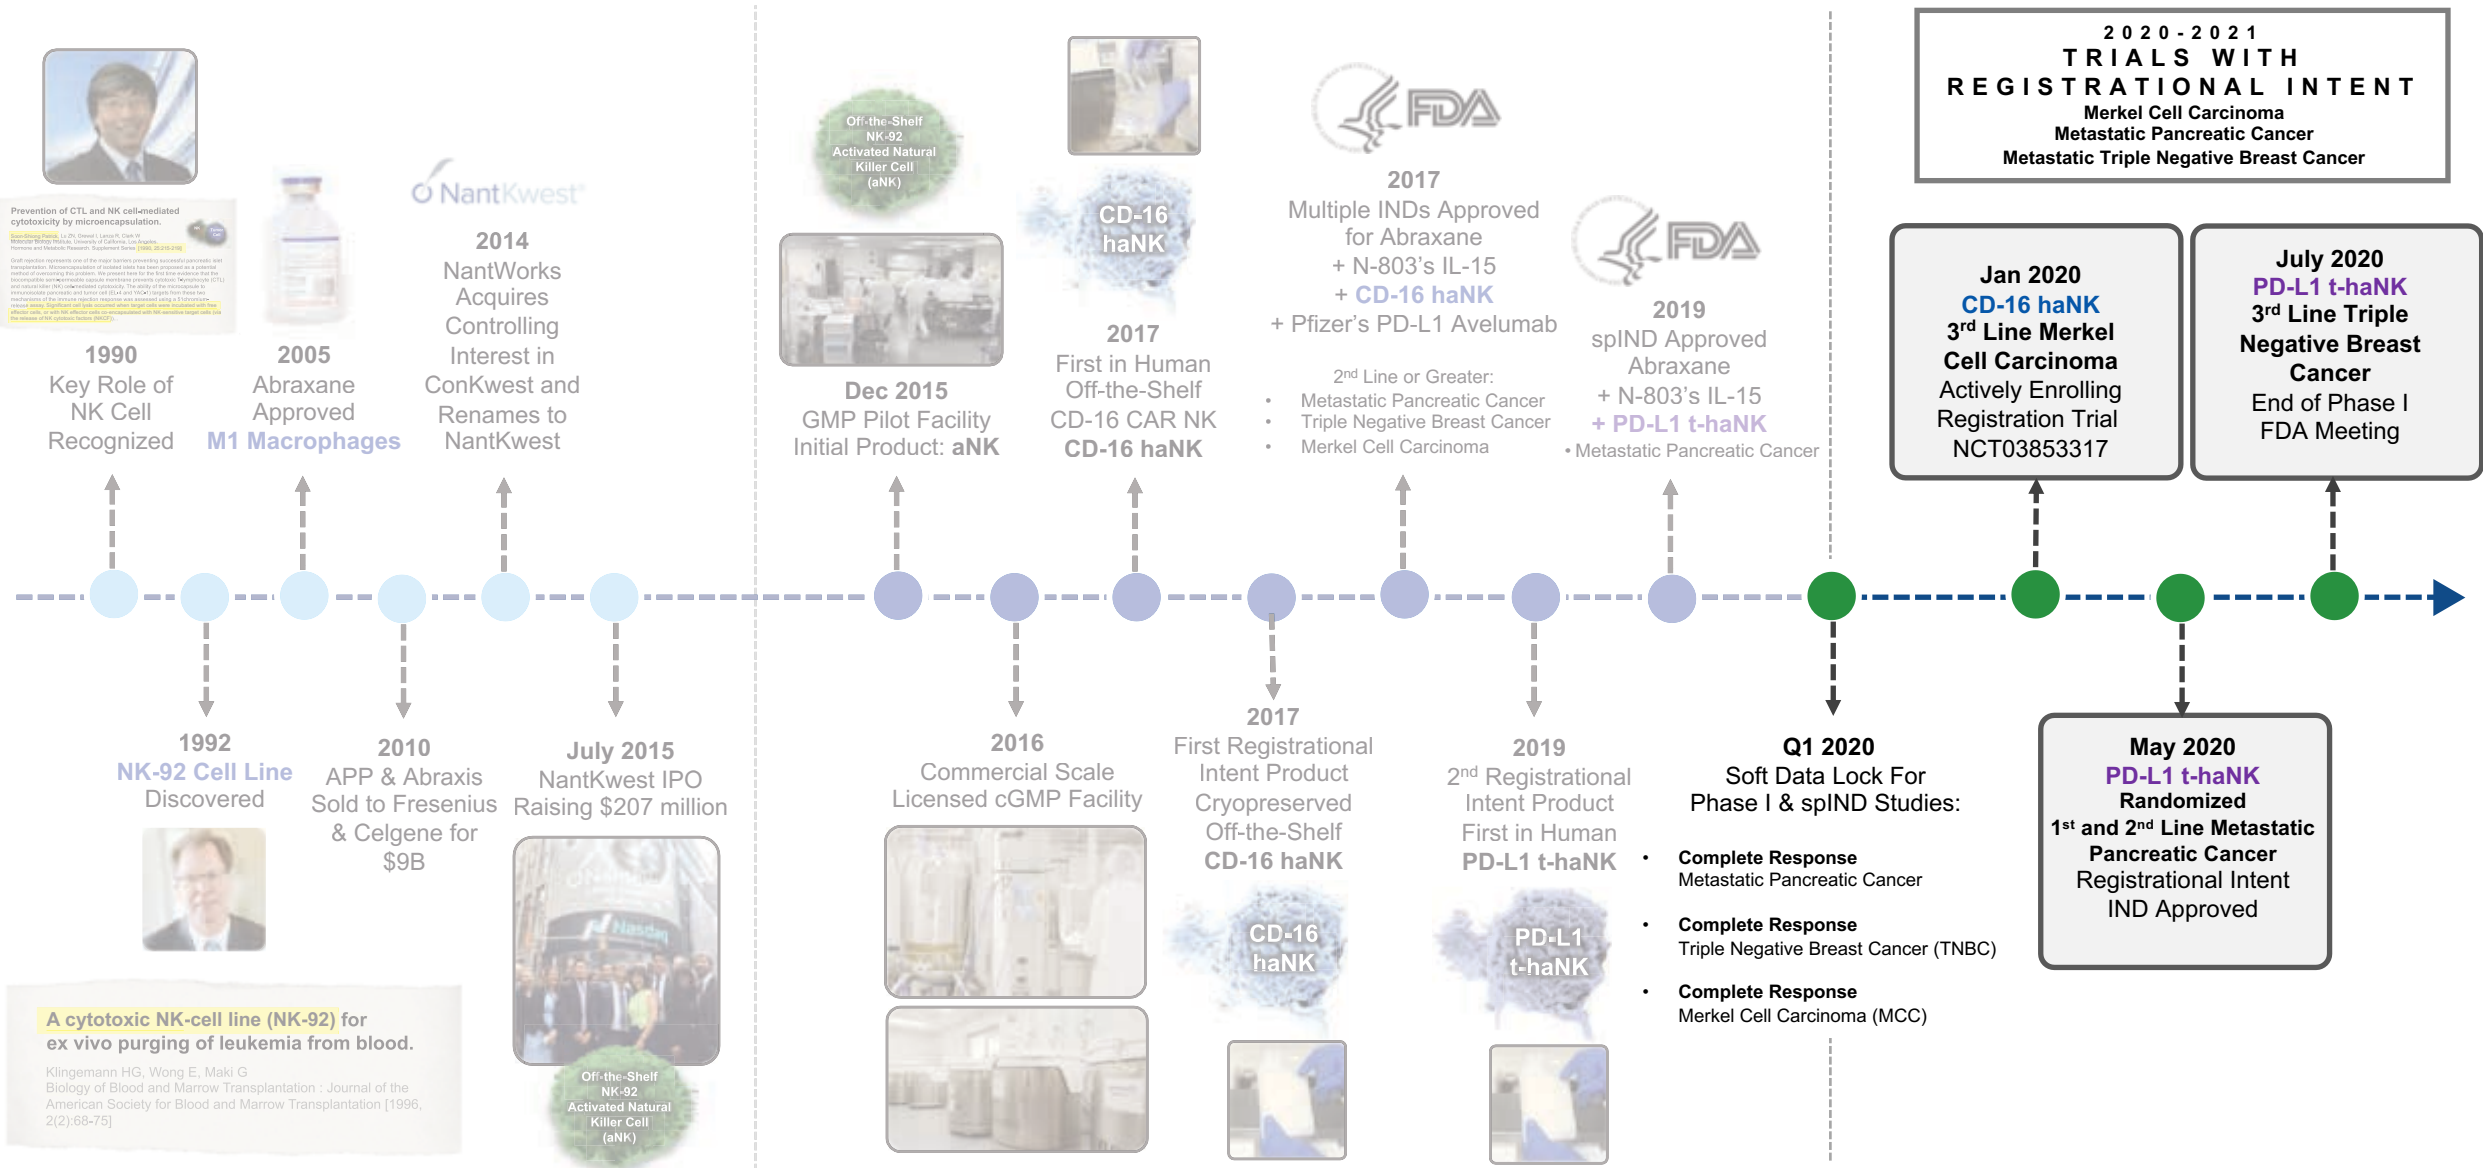 Prevention of CTL and NK cell-mediated
cytotoxicity by microencapsulation.
1990
Key Role of
NK Cell
Recognized
2005
Abraxane
Approved
M1 Macrophages
NantKwest®
2014
NantWorks
Acquires
Controlling
Interest in
ConKwest and
Renames to
NantKwest
1992
NK-92 Cell Line
Discovered
2010
APP & Abraxis
Sold to Fresenius
& Celgene for
$9B
July 2015
NantKwest IPO
Raising $207 million
Nasdaq
A cytotoxic NK-cell line (NK-92) for
ex vivo purging of leukemia from blood.
Klingemann HG, Wong E, Maki G
Biology of Blood and Marrow Transplantation : Journal of the
American Society for Blood and Marrow Transplantation [1996,
2(2):68-75]
Off-the-Shelf
NK-92
Activated Natural
Killer Cell
(aNK)
Off-the-Shelf
NK-92
Activated Natural
Killer Cell
(aNK)
Dec 2015
GMP Pilot Facility
Initial Product: aNK
CD-16
haNK
2017
First in Human
Off-the-Shelf
CD-16 CAR NK
CD-16 haNK
FDA
2017
Multiple INDs Approved
for Abraxane
+ N-803's IL-15
+ CD-16 haNK
+ Pfizer's PD-L1 Avelumab
2nd Line or Greater:
• Metastatic Pancreatic Cancer
• Triple Negative Breast Cancer
• Merkel Cell Carcinoma
FDA
2019
spIND Approved
Abraxane
+ N-803's IL-15
+ PD-L1 t-haNK
• Metastatic Pancreatic Cancer
2016
Commercial Scale
Licensed cGMP Facility
2017
First Registrational
Intent Product
Cryopreserved
Off-the-Shelf
CD-16 haNK
CD-16
haNK
2019
2nd Registrational
Intent Product
First in Human
PD-L1 t-haNK
PD-L1
t-haNK
2020-2021
TRIALS WITH
REGISTRATIONAL INTENT
Merkel Cell Carcinoma
Metastatic Pancreatic Cancer
Metastatic Triple Negative Breast Cancer
Jan 2020
CD-16 haNK
3rd Line Merkel
Cell Carcinoma
Actively Enrolling
Registration Trial
NCT03853317
July 2020
PD-L1 t-haNK
3rd Line Triple
Negative Breast
Cancer
End of Phase I
FDA Meeting
Q1 2020
Soft Data Lock For
Phase I & spIND Studies:
• Complete Response
Metastatic Pancreatic Cancer
• Complete Response
Triple Negative Breast Cancer (TNBC)
• Complete Response
Merkel Cell Carcinoma (MCC)
May 2020
PD-L1 t-haNK
Randomized
1st and 2nd Line Metastatic
Pancreatic Cancer
Registrational Intent
IND Approved